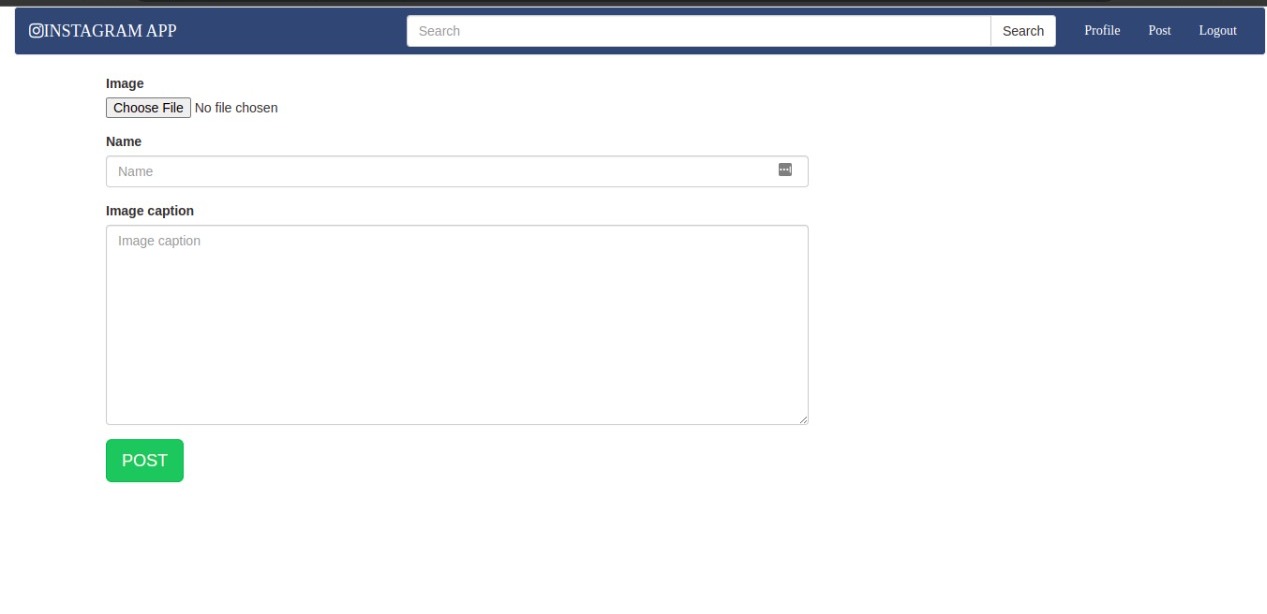 INSTAGRAM APP Search Search Profile Post Logout
Image
Choose File No file chosen
Name
Name
Image caption
Image caption
POST